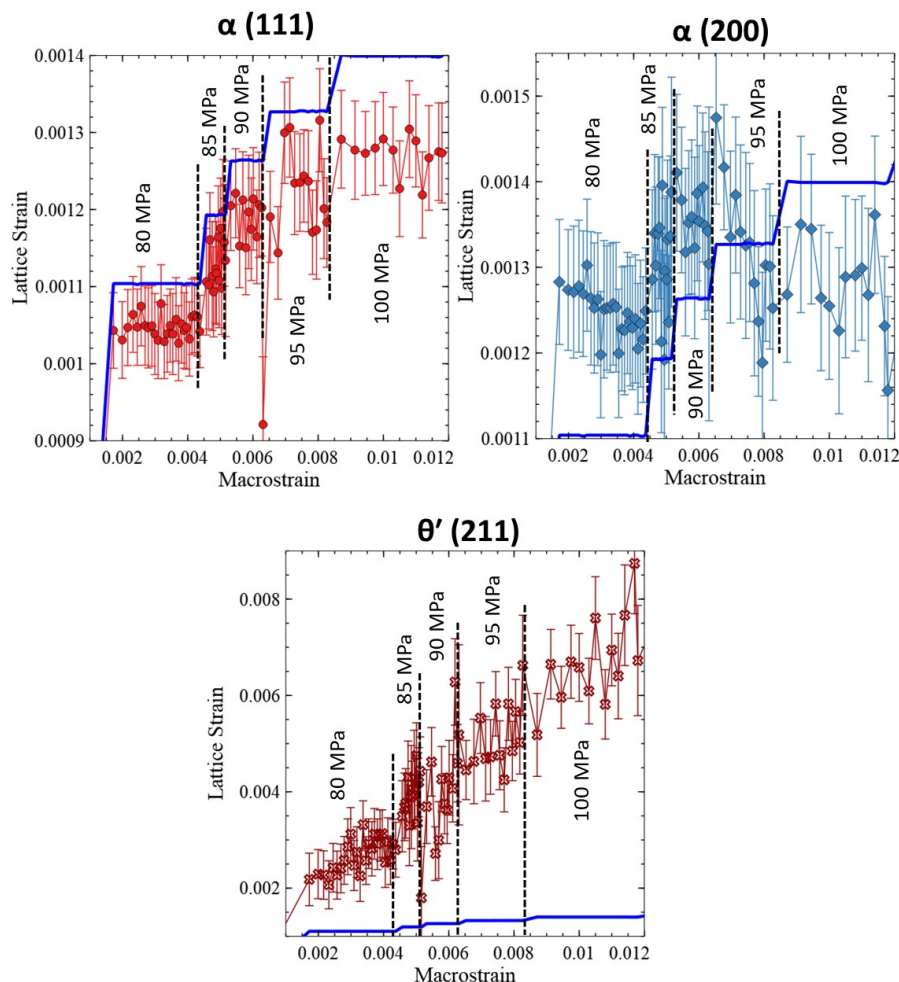 α (111)
0.0014
0.0013
0.0012
0.0011
0.001
0.0009
Lattice Strain
80 MPa
85 MPa
90 MPa
95 MPa
100 MPa
0.002 0.004 0.006 0.008 0.01 0.012
Macrostrain
α (200)
0.0015
0.0014
0.0013
0.0012
0.0011
Lattice Strain
80 MPa
85 MPa
90 MPa
95 MPa
100 MPa
0.002 0.004 0.006 0.008 0.01 0.012
Macrostrain
θ′ (211)
0.008
0.006
0.004
0.002
Lattice Strain
80 MPa
85 MPa
90 MPa
95 MPa
100 MPa
0.002 0.004 0.006 0.008 0.01 0.012
Macrostrain